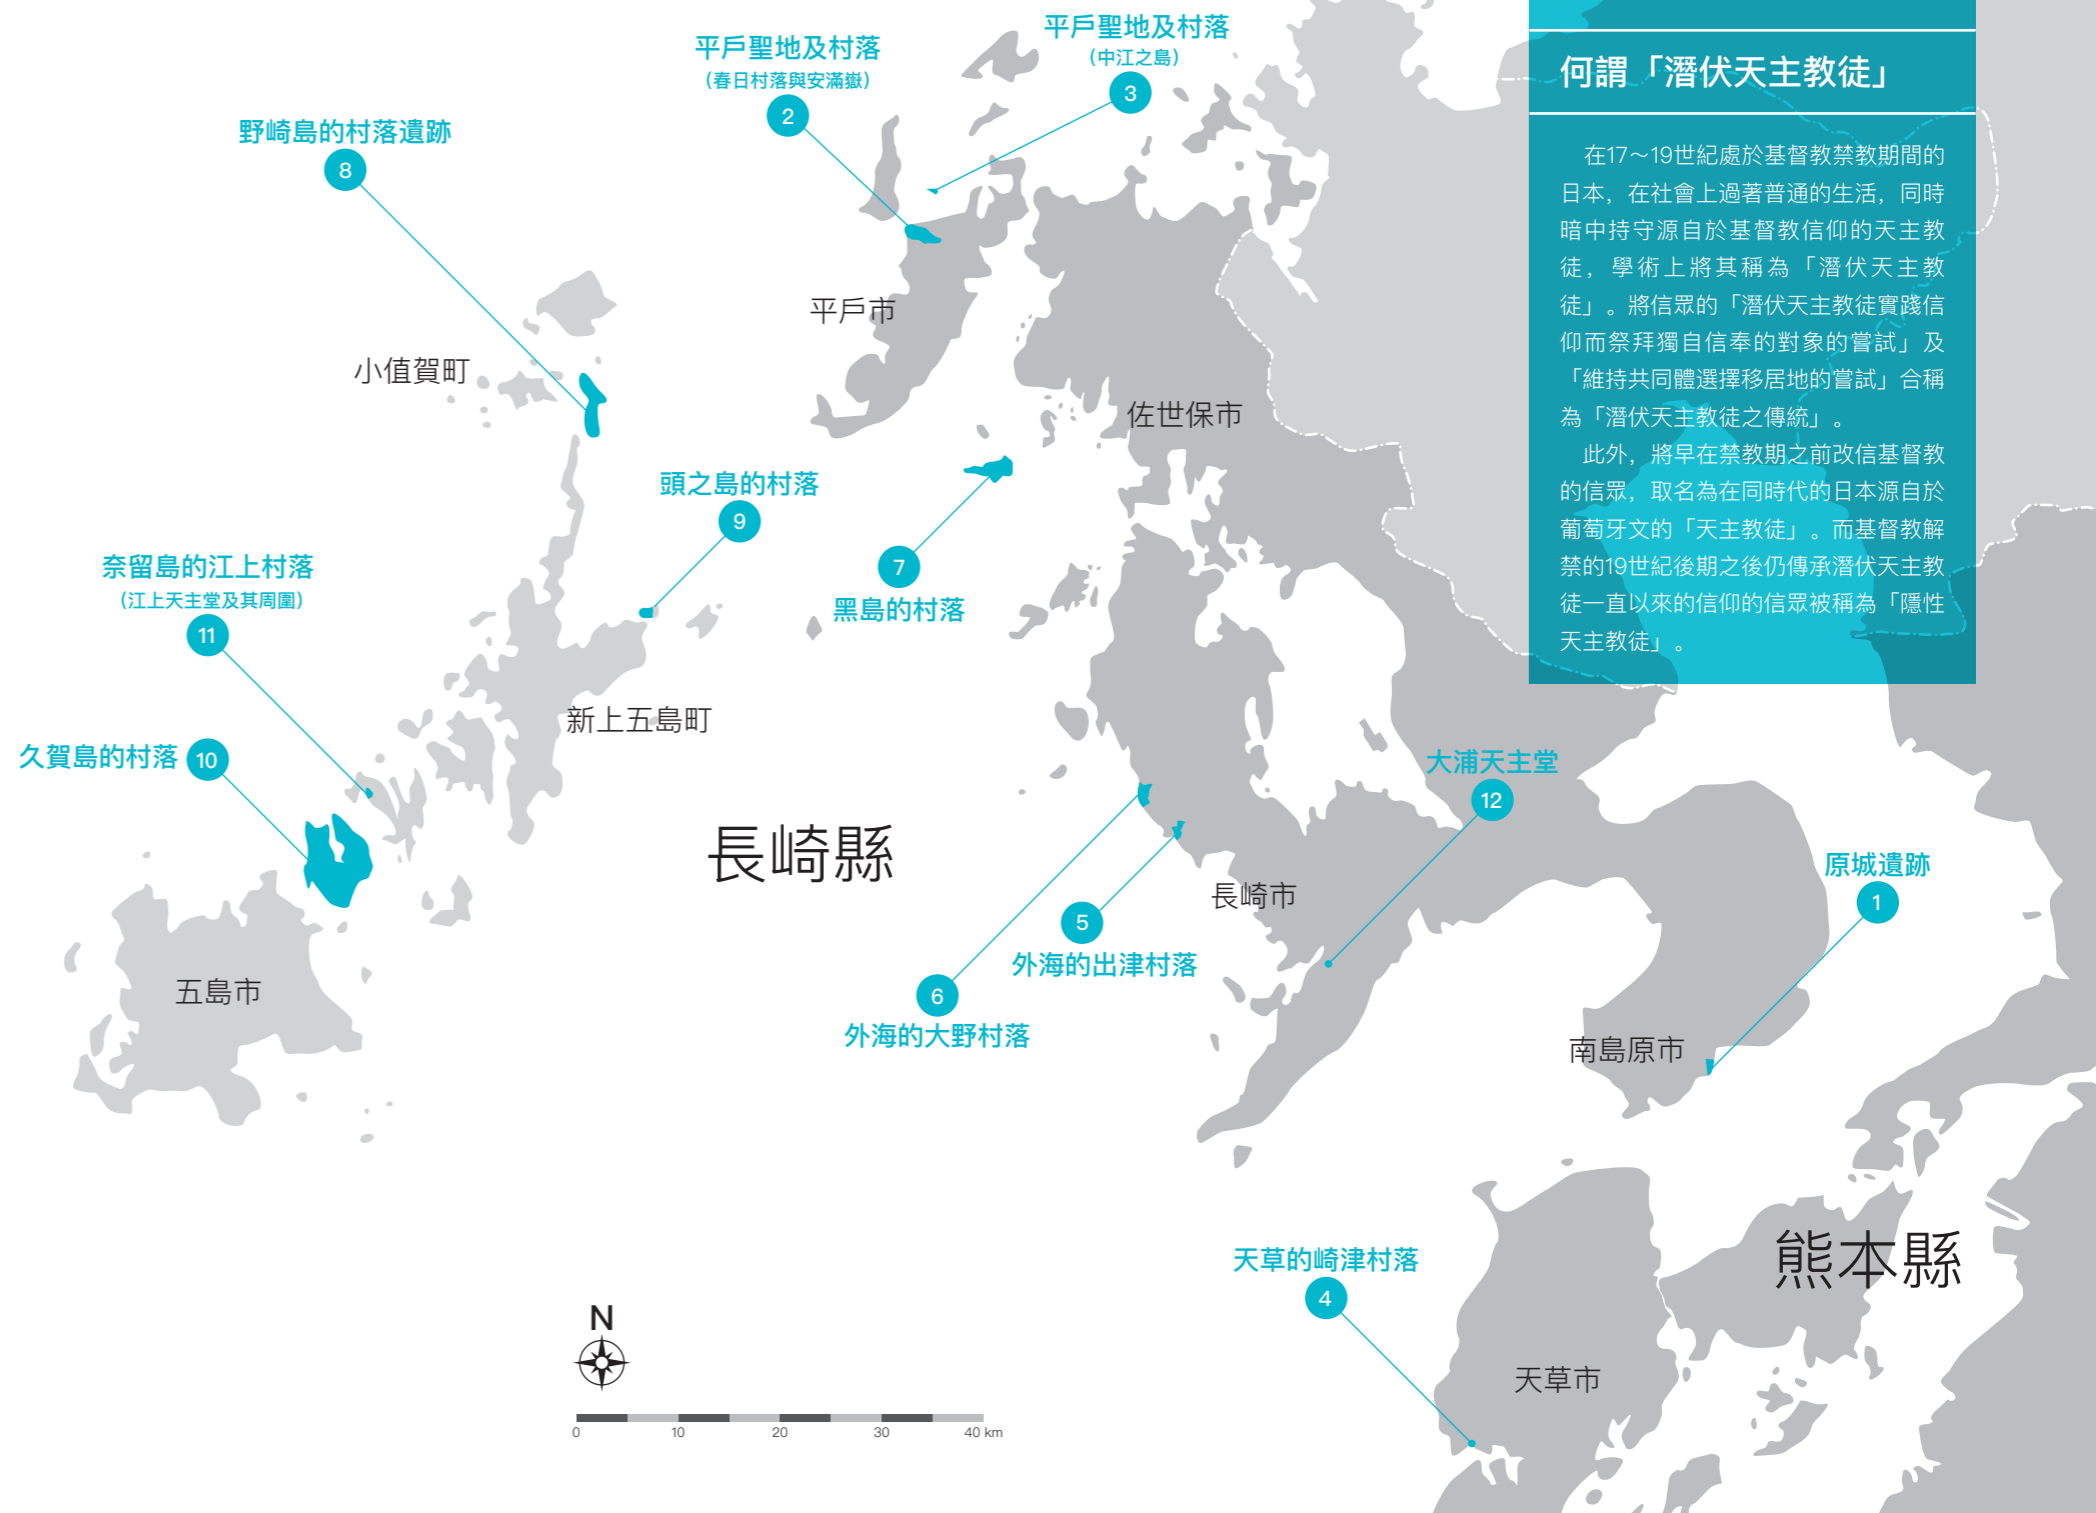 平戶聖地及村落
（中江之島）
3
平戶聖地及村落
（春日村落與安滿嶽）
2
野崎島的村落遺跡
8
平戶市
小值賀町
佐世保市
頭之島的村落
9
7
黑島的村落
奈留島的江上村落
（江上天主堂及其周圍）
11
新上五島町
久賀島的村落
10
大浦天主堂
12
長崎縣
原城遺跡
1
長崎市
5
外海的出津村落
6
外海的大野村落
五島市
南島原市
熊本縣
天草的崎津村落
4
天草市
N
0 10 20 30 40 km
何謂「潛伏天主教徒」
在17～19世紀處於基督教禁教期間的
日本，在社會上過著普通的生活，同時
暗中持守源自於基督教信仰的天主教
徒，學術上將其稱為「潛伏天主教
徒」。將信眾的「潛伏天主教徒實踐信
仰而祭拜獨自信奉的對象的嘗試」及
「維持共同體選擇移居地的嘗試」合稱
為「潛伏天主教徒之傳統」。
此外，將早在禁教期之前改信基督教
的信眾，取名為在同時代的日本源自於
葡萄牙文的「天主教徒」。而基督教解
禁的19世紀後期之後仍傳承潛伏天主教
徒一直以來的信仰的信眾被稱為「隱性
天主教徒」。